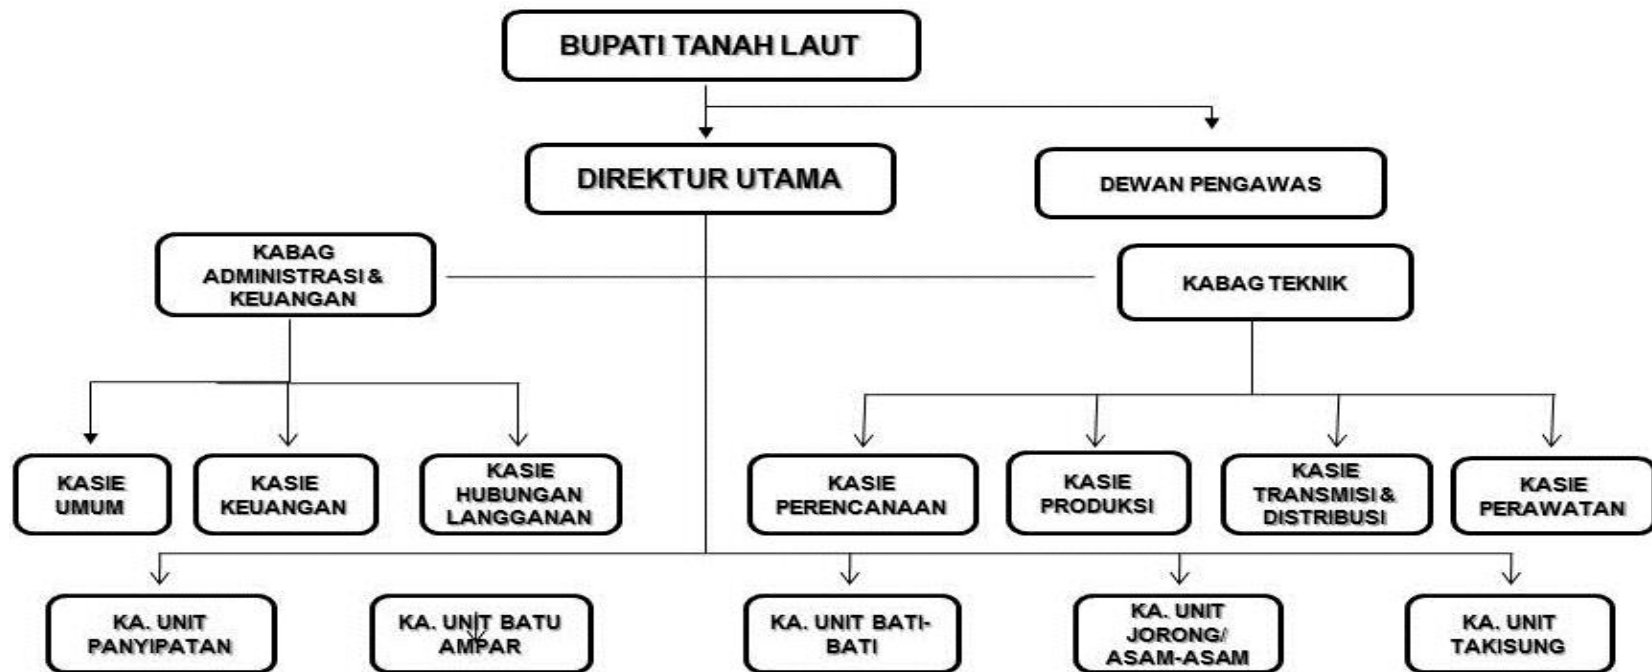 BUPATI TANAH LAUT
DIREKTUR UTAMA
DEWAN PENGAWAS
KABAG
ADMINISTRASI &
KEUANGAN
KABAG TEKNIK
KASIE
UMUM
KASIE
KEUANGAN
KASIE
HUBUNGAN
LANGGANAN
KASIE
PERENCANAAN
KASIE
PRODUKSI
KASIE
TRANSMISI &
DISTRIBUSI
KASIE
PERAWATAN
KA. UNIT
PANYIPATAN
KA. UNIT BATU
AMPAR
KA. UNIT BATI-
BATI
KA. UNIT
JORONG/
ASAM-ASAM
KA. UNIT
TAKISUNG